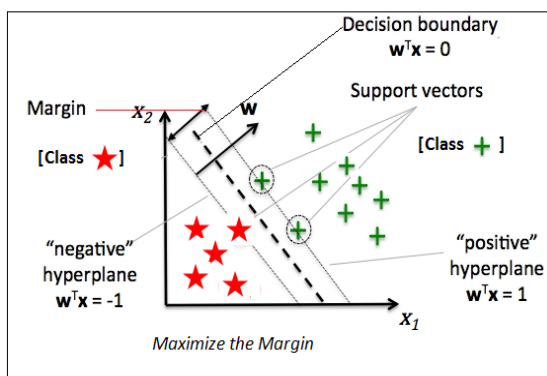 Decision boundary
wᵀx = 0
Margin
x₂
w
Support vectors
[Class ★]
[Class +]
“negative”
hyperplane
wᵀx = -1
“positive”
hyperplane
wᵀx = 1
x₁
Maximize the Margin